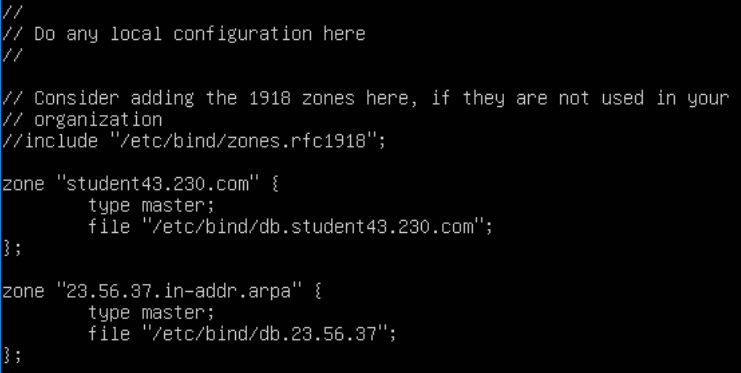 //
// Do any local configuration here
//
// Consider adding the 1918 zones here, if they are not used in your
// organization
//include "/etc/bind/zones.rfc1918";
zone "student43.230.com" {
type master;
file "/etc/bind/db.student43.230.com";
};
zone "23.56.37.in-addr.arpa" {
type master;
file "/etc/bind/db.23.56.37";
};